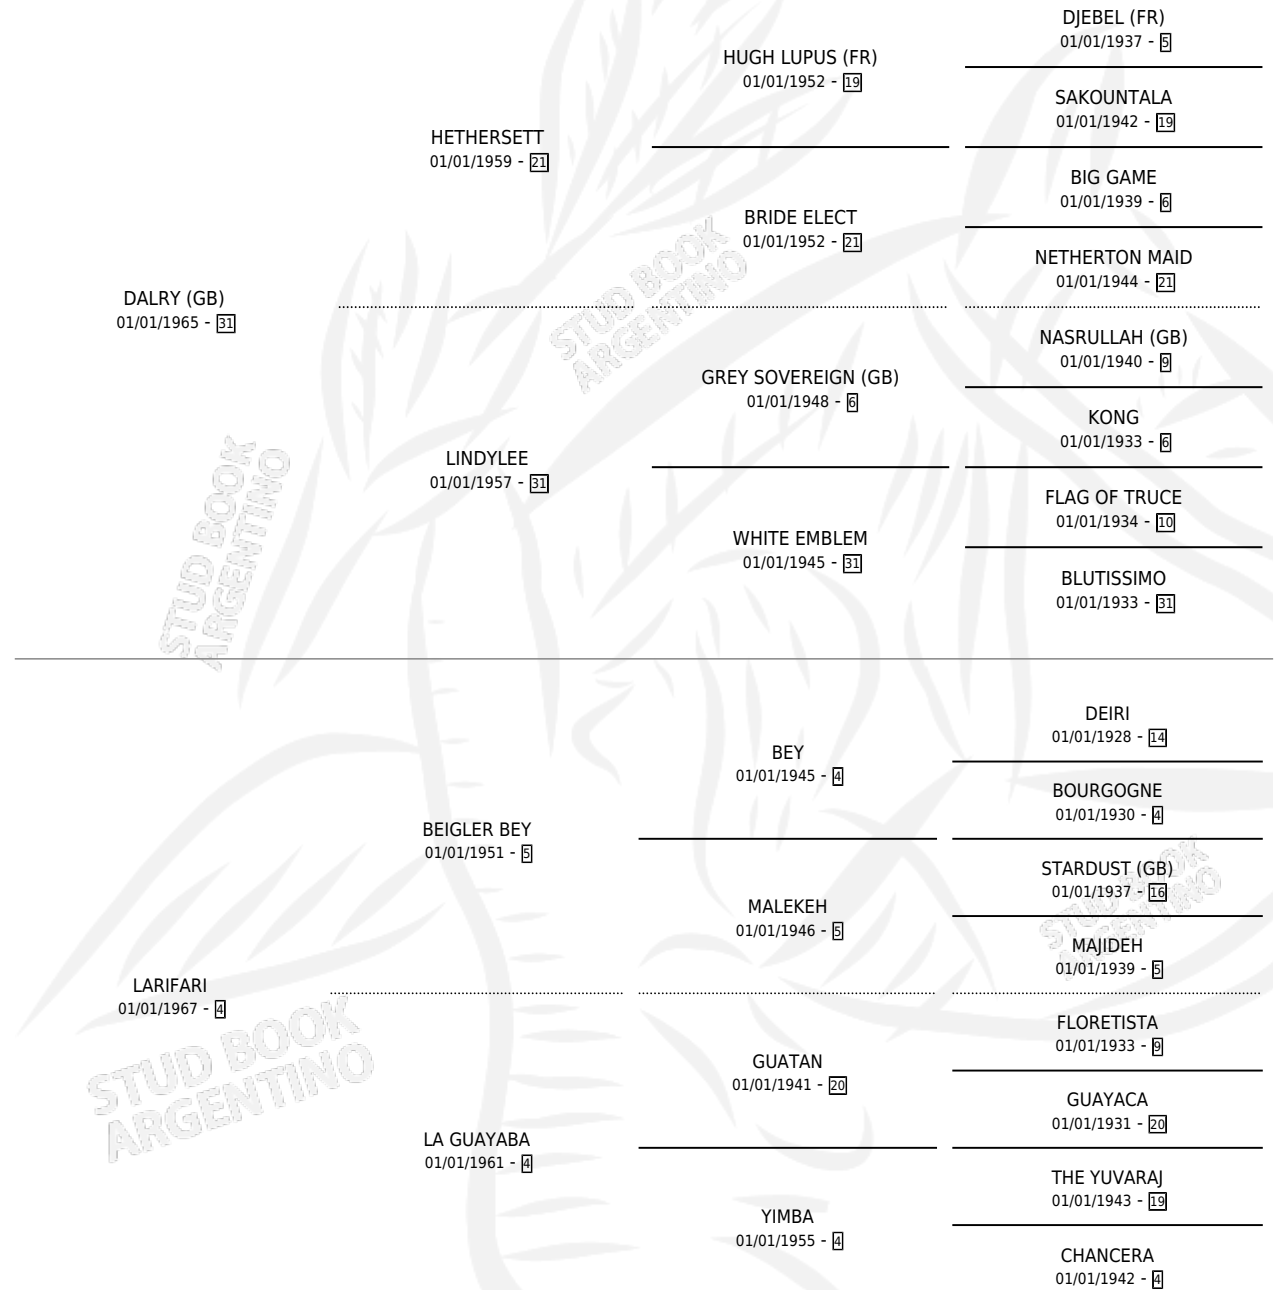 DALRY (GB)
01/01/1965 - 31
HETHERSETT
01/01/1959 - 21
LINDYLEE
01/01/1957 - 31
HUGH LUPUS (FR)
01/01/1952 - 19
BRIDE ELECT
01/01/1952 - 21
GREY SOVEREIGN (GB)
01/01/1948 - 6
WHITE EMBLEM
01/01/1945 - 31
DJEBEL (FR)
01/01/1937 - 5
SAKOUNTALA
01/01/1942 - 19
BIG GAME
01/01/1939 - 6
NETHERTON MAID
01/01/1944 - 21
NASRULLAH (GB)
01/01/1940 - 9
KONG
01/01/1933 - 6
FLAG OF TRUCE
01/01/1934 - 10
BLUTISSIMO
01/01/1933 - 31
LARIFARI
01/01/1967 - 4
BEIGLER BEY
01/01/1951 - 5
LA GUAYABA
01/01/1961 - 4
BEY
01/01/1945 - 4
MALEKEH
01/01/1946 - 5
GUATAN
01/01/1941 - 20
YIMBA
01/01/1955 - 4
DEIRI
01/01/1928 - 14
BOURGOGNE
01/01/1930 - 4
STARDUST (GB)
01/01/1937 - 16
MAJIDEH
01/01/1939 - 5
FLORETISTA
01/01/1933 - 9
GUAYACA
01/01/1931 - 20
THE YUVARAJ
01/01/1943 - 19
CHANCERA
01/01/1942 - 4
STUD BOOK
ARGENTINO
STUD BOOK
ARGENTINO
STUD BOOK
ARGENTINO
STUD BOOK
ARGENTINO